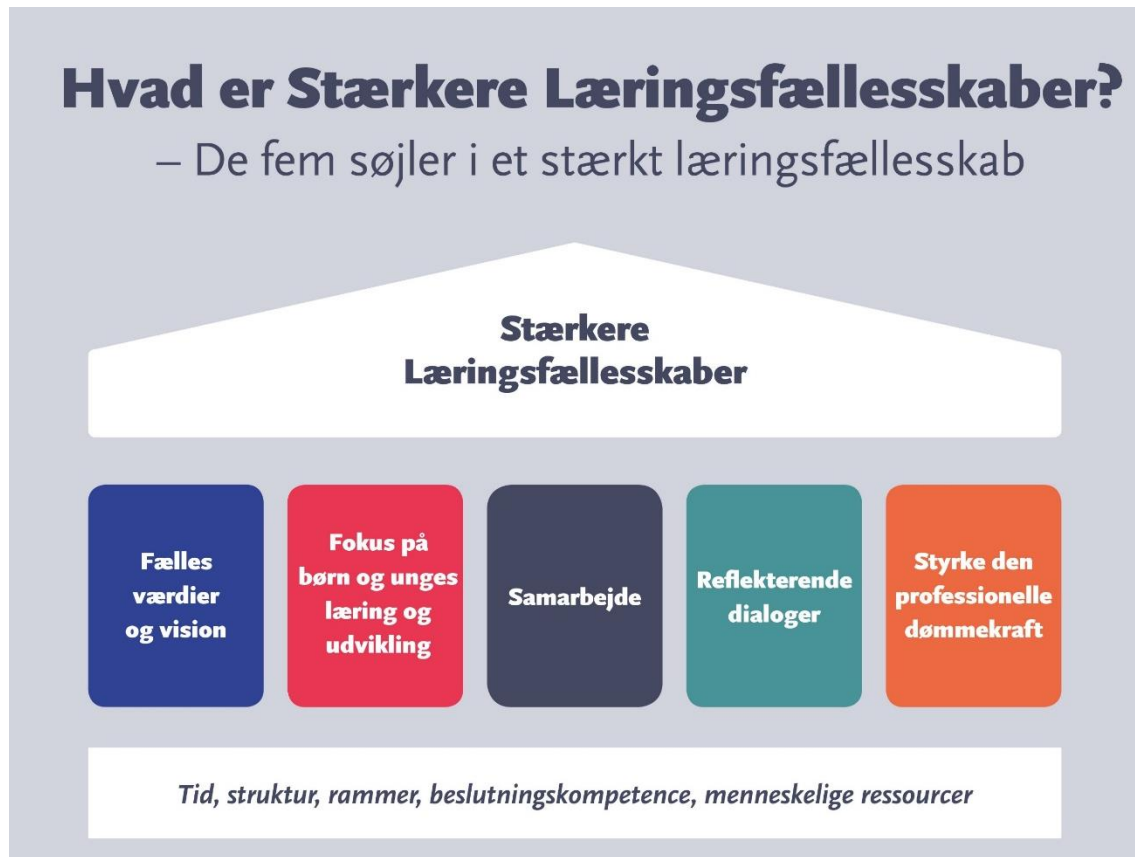 Hvad er Stærkere Læringsfællesskaber?
– De fem søjler i et stærkt læringsfællesskab
Stærkere
Læringsfællesskaber
Fælles
værdier
og vision
Fokus på
børn og unges
læring og
udvikling
Samarbejde
Reflekterende
dialoger
Styrke den
professionelle
dømmekraft
Tid, struktur, rammer, beslutningskompetence, menneskelige ressourcer